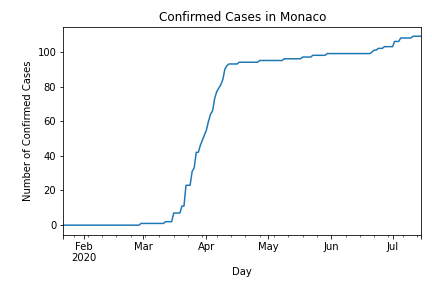 Confirmed Cases in Monaco
Number of Confirmed Cases
100
80
60
40
20
0
Feb Mar Apr May Jun Jul
2020
Day